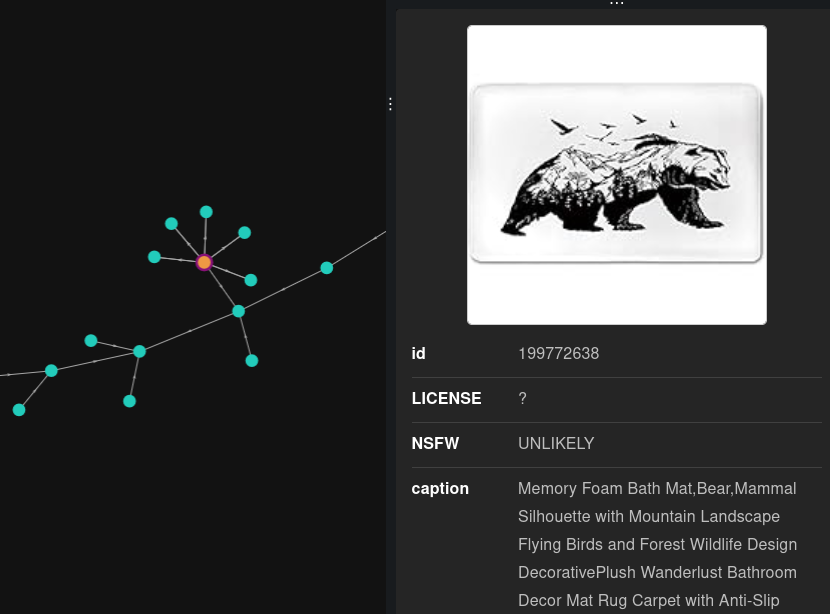 id 199772638
LICENSE ?
NSFW UNLIKELY
caption Memory Foam Bath Mat,Bear,Mammal
Silhouette with Mountain Landscape
Flying Birds and Forest Wildlife Design
DecorativePlush Wanderlust Bathroom
Decor Mat Rug Carpet with Anti-Slip